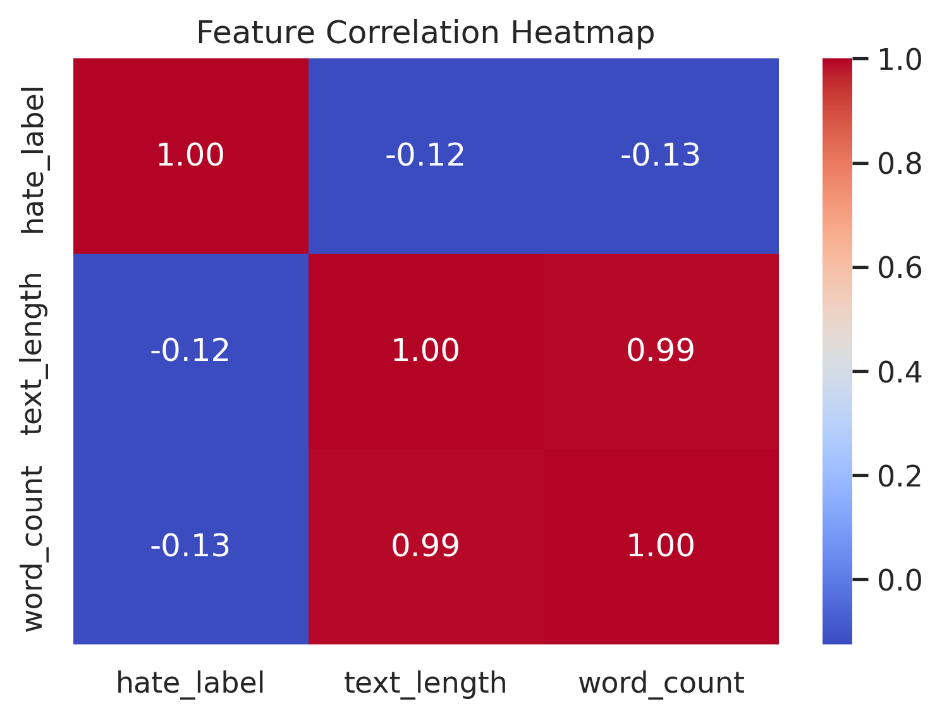 Feature Correlation Heatmap
hate_label
1.00
-0.12
-0.13
text_length
-0.12
1.00
0.99
word_count
-0.13
0.99
1.00
hate_label
text_length
word_count
1.0
0.8
0.6
0.4
0.2
0.0